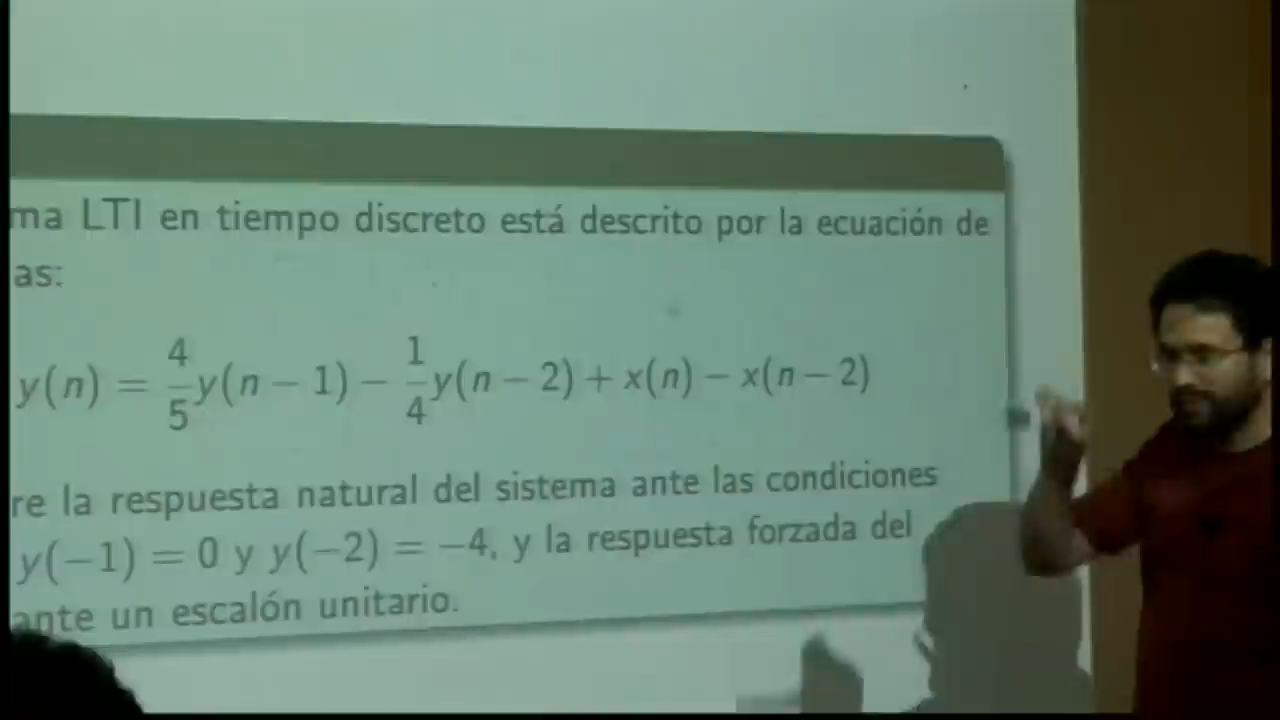 ma LTI en tiempo discreto está descrito por la ecuación de
as:
y(n) = 4/5 y(n − 1) − 1/4 y(n − 2) + x(n) − x(n − 2)
re la respuesta natural del sistema ante las condiciones
y(−1) = 0 y y(−2) = −4, y la respuesta forzada del
ante un escalón unitario.